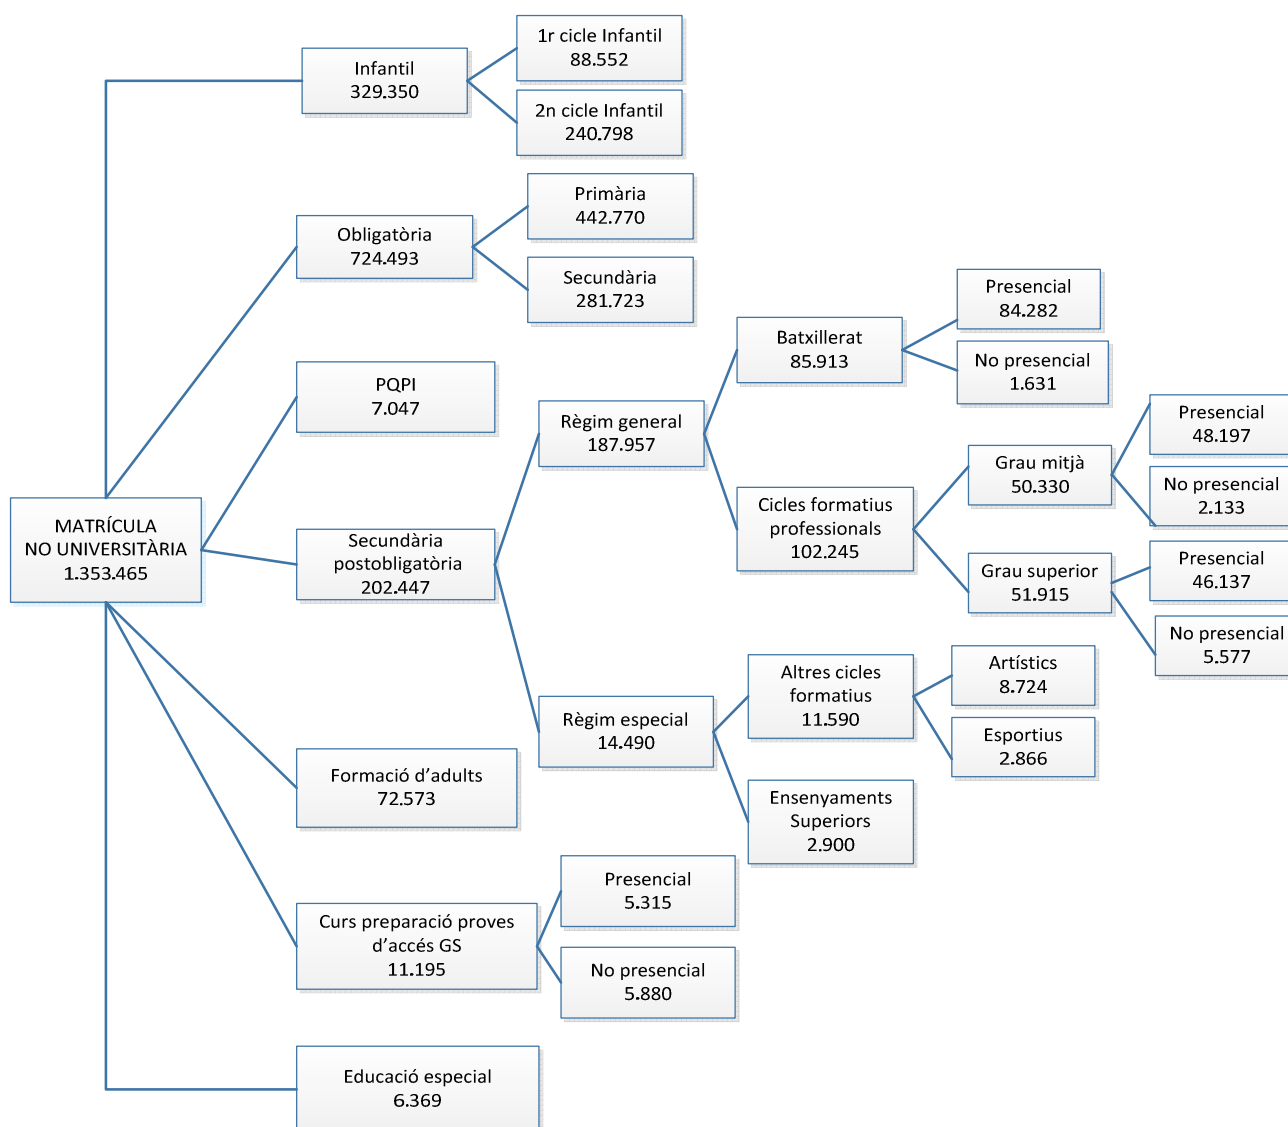 MATRÍCULA
NO UNIVERSITÀRIA
1.353.465
Infantil
329.350
1r cicle Infantil
88.552
2n cicle Infantil
240.798
Obligatòria
724.493
Primària
442.770
Secundària
281.723
PQPI
7.047
Secundària
postobligatòria
202.447
Règim general
187.957
Batxillerat
85.913
Presencial
84.282
No presencial
1.631
Cicles formatius
professionals
102.245
Grau mitjà
50.330
Presencial
48.197
No presencial
2.133
Grau superior
51.915
Presencial
46.137
No presencial
5.577
Règim especial
14.490
Altres cicles
formatius
11.590
Artístics
8.724
Esportius
2.866
Ensenyaments
Superiors
2.900
Formació d'adults
72.573
Curs preparació proves
d'accés GS
11.195
Presencial
5.315
No presencial
5.880
Educació especial
6.369